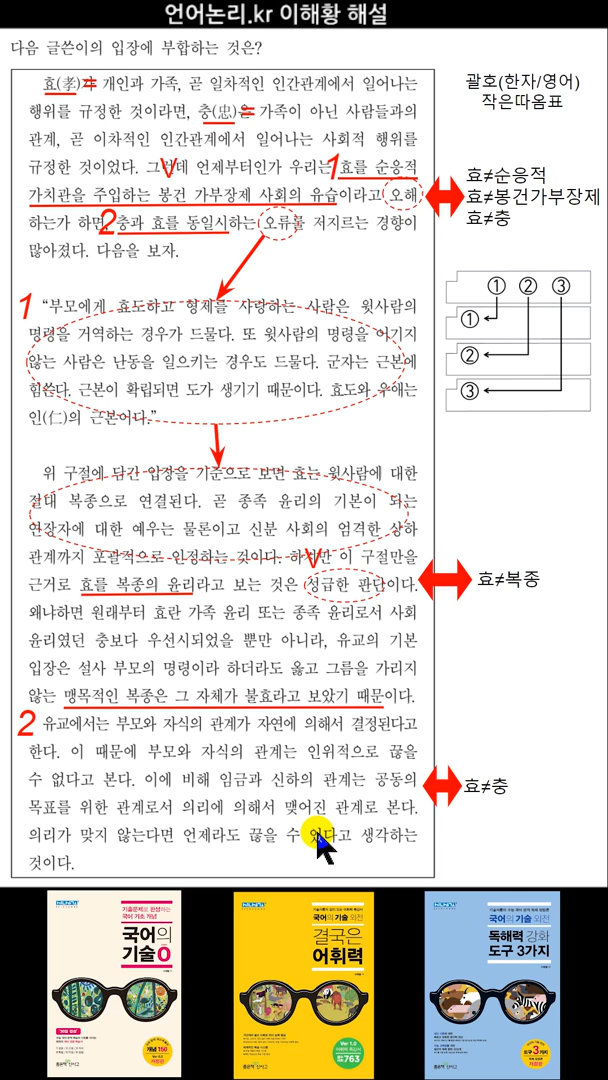 언어논리.kr 이해황 해설
다음 글쓴이의 입장에 부합하는 것은?
효(孝)가 개인과 가족, 곧 일차적인 인간관계에서 일어나는
행위를 규정한 것이라면, 충(忠)은 가족이 아닌 사람들과의
관계, 곧 이차적인 인간관계에서 일어나는 사회적 행위를
규정한 것이었다. 그런데 언제부터인가 우리는 1 효를 순응적
가치관을 주입하는 봉건 가부장제 사회의 유습이라고 오해
하는가 하면, 2 충과 효를 동일시하는 오류를 저지르는 경향이
많아졌다. 다음을 보자.
괄호(한자/영어)
작은따옴표
효≠순응적
효≠봉건가부장제
효≠충
1 “부모에게 효도하고 형제를 사랑하는 사람은 윗사람의
명령을 거역하는 경우가 드물다. 또 윗사람의 명령을 어기지
않는 사람은 난동을 일으키는 경우도 드물다. 군자는 근본에
힘쓴다. 근본이 확립되면 도가 생기기 때문이다. 효도와 우애는
인(仁)의 근본이다.”
① ② ③
①
②
③
위 구절에 담긴 입장을 기준으로 보면 효는 윗사람에 대한
절대 복종으로 연결된다. 곧 종족 윤리의 기본이 되는
연장자에 대한 예우는 물론이고 신분 사회의 엄격한 상하
관계까지 포괄적으로 인정하는 것이다. 하지만 이 구절만을
근거로 효를 복종의 윤리라고 보는 것은 성급한 판단이다.
왜냐하면 원래부터 효란 가족 윤리 또는 종족 윤리로서 사회
윤리였던 충보다 우선시되었을 뿐만 아니라, 유교의 기본
입장은 설사 부모의 명령이라 하더라도 옳고 그름을 가리지
않는 맹목적인 복종은 그 자체가 불효라고 보았기 때문이다.
효≠복종
2 유교에서는 부모와 자식의 관계가 자연에 의해서 결정된다고
한다. 이 때문에 부모와 자식의 관계는 인위적으로 끊을
수 없다고 본다. 이에 비해 임금과 신하의 관계는 공동의
목표를 위한 관계로서 의리에 의해서 맺어진 관계로 본다.
의리가 맞지 않는다면 언제라도 끊을 수 있다고 생각하는
것이다.
효≠충
국어의
기술 0
개념 150
국어의 기술 외전
결국은
어휘력
Ver 1.0
763
국어의 기술 외전
독해력 강화
도구 3가지
도구 3가지